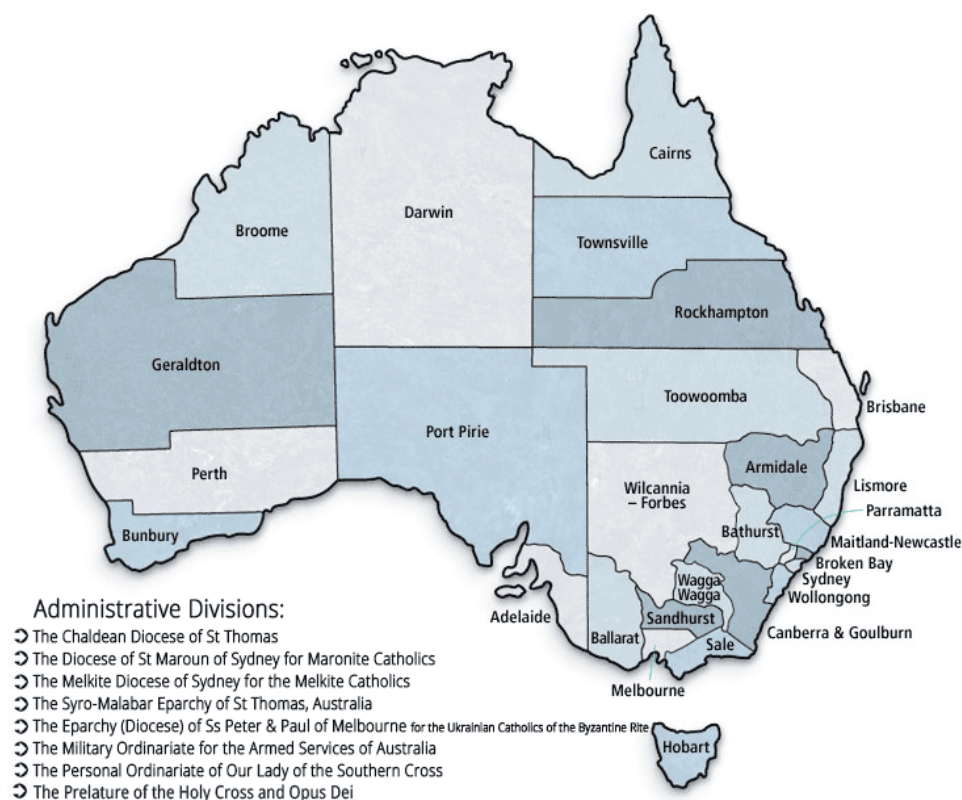 Cairns
Darwin
Broome
Townsville
Rockhampton
Geraldton
Toowoomba
Brisbane
Port Pirie
Armidale
Perth
Wilcannia
– Forbes
Lismore
Parramatta
Bathurst
Bunbury
Maitland-Newcastle
Broken Bay
Sydney
Wagga
Wagga
Wollongong
Adelaide
Sandhurst
Canberra & Goulburn
Ballarat
Sale
Melbourne
Hobart
Administrative Divisions:
➲ The Chaldean Diocese of St Thomas
➲ The Diocese of St Maroun of Sydney for Maronite Catholics
➲ The Melkite Diocese of Sydney for the Melkite Catholics
➲ The Syro-Malabar Eparchy of St Thomas, Australia
➲ The Eparchy (Diocese) of Ss Peter & Paul of Melbourne for the Ukrainian Catholics of the Byzantine Rite
➲ The Military Ordinariate for the Armed Services of Australia
➲ The Personal Ordinariate of Our Lady of the Southern Cross
➲ The Prelature of the Holy Cross and Opus Dei